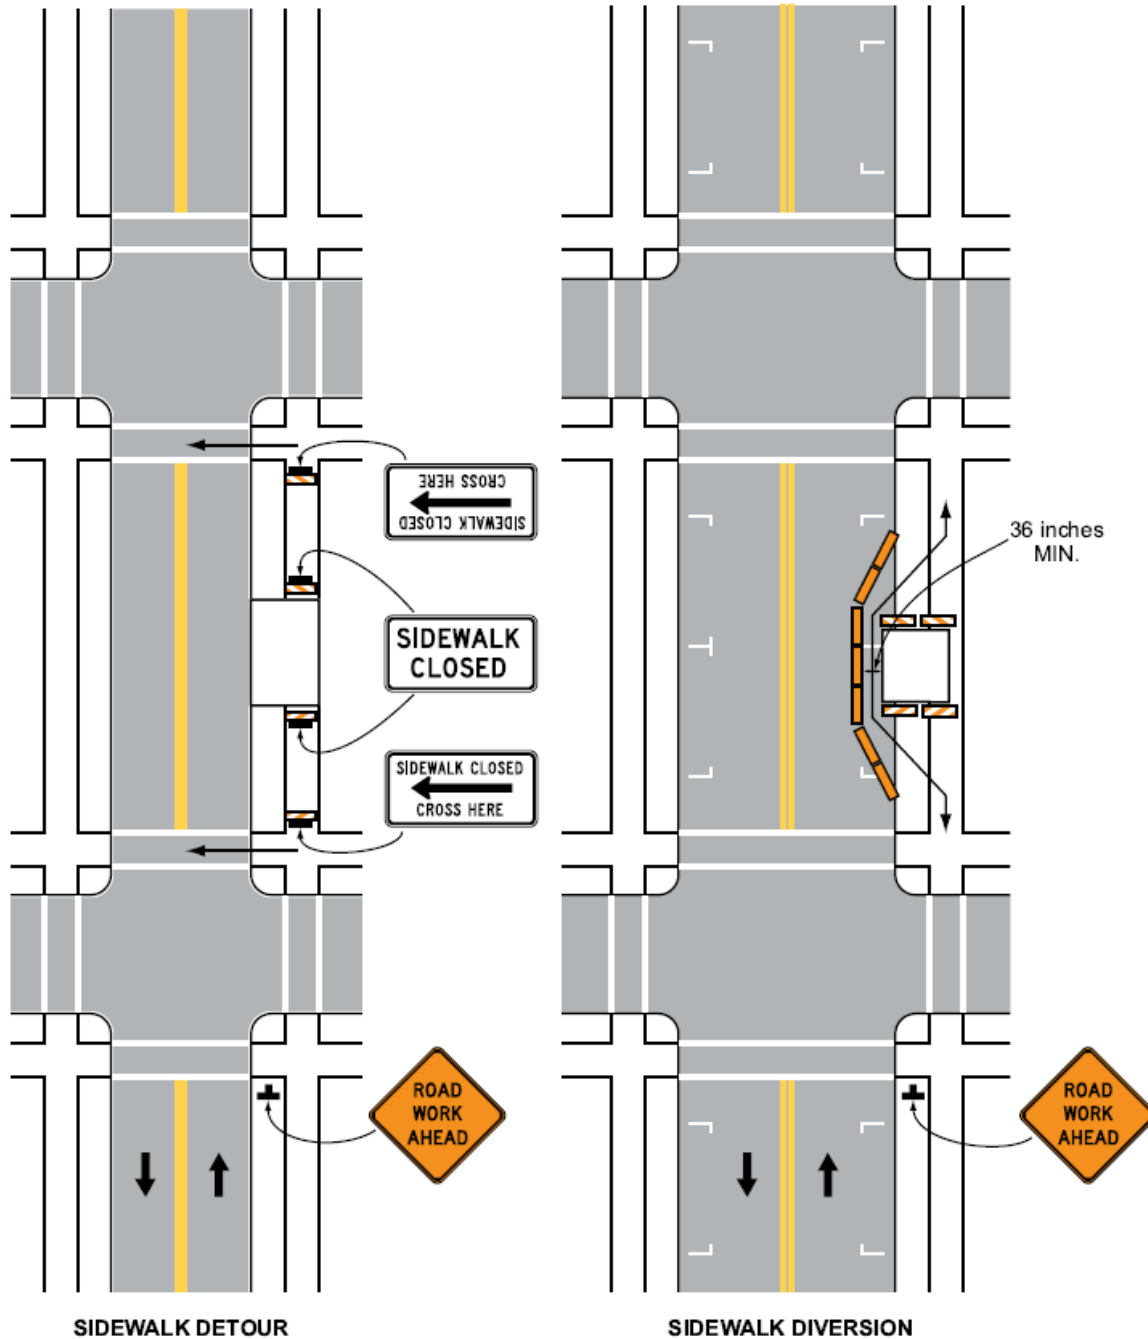 CROSS HERE
SIDEWALK CLOSED
SIDEWALK
CLOSED
SIDEWALK CLOSED
CROSS HERE
ROAD
WORK
AHEAD
SIDEWALK DETOUR
36 inches
MIN.
ROAD
WORK
AHEAD
SIDEWALK DIVERSION